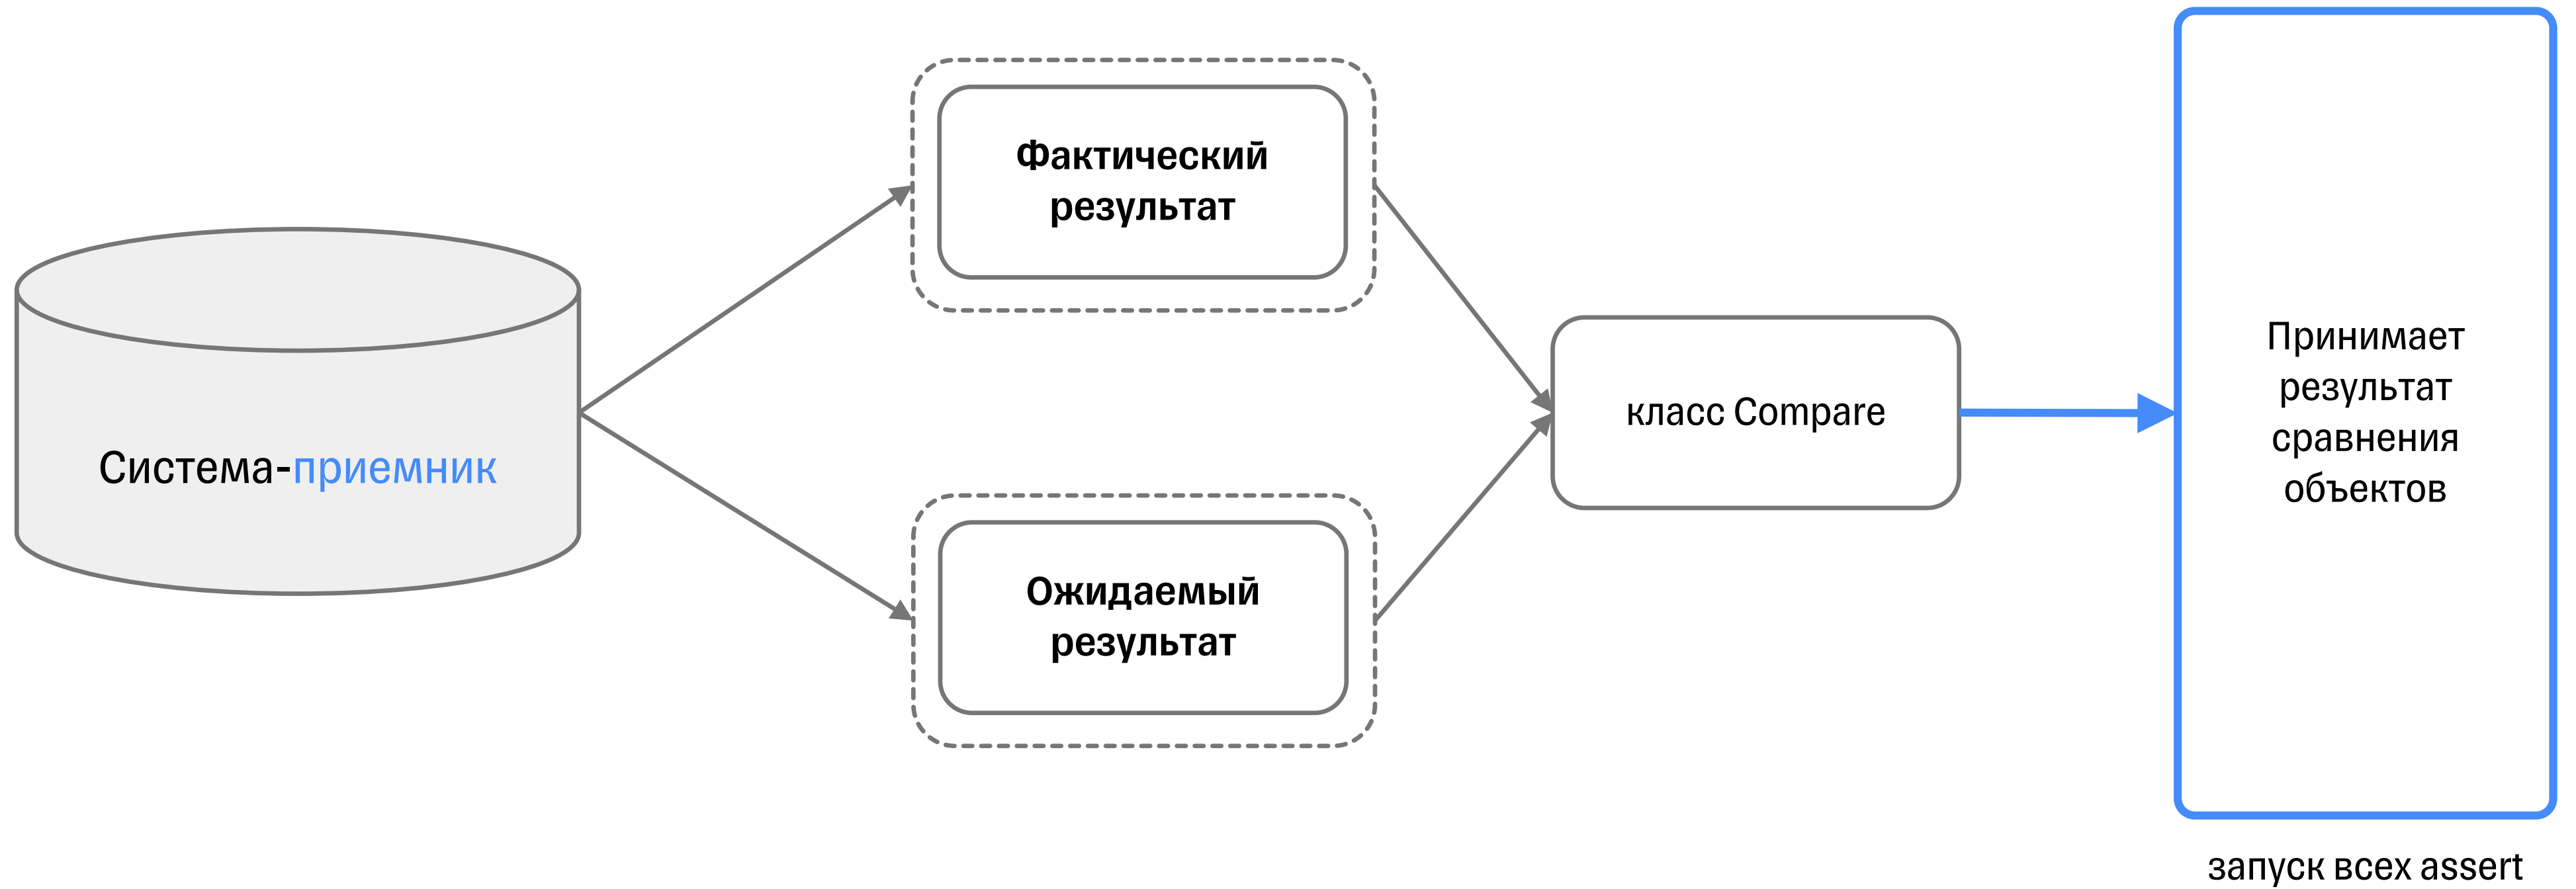 Система-приемник
Фактический
результат
Ожидаемый
результат
класс Compare
Принимает
результат
сравнения
объектов
запуск всех assert